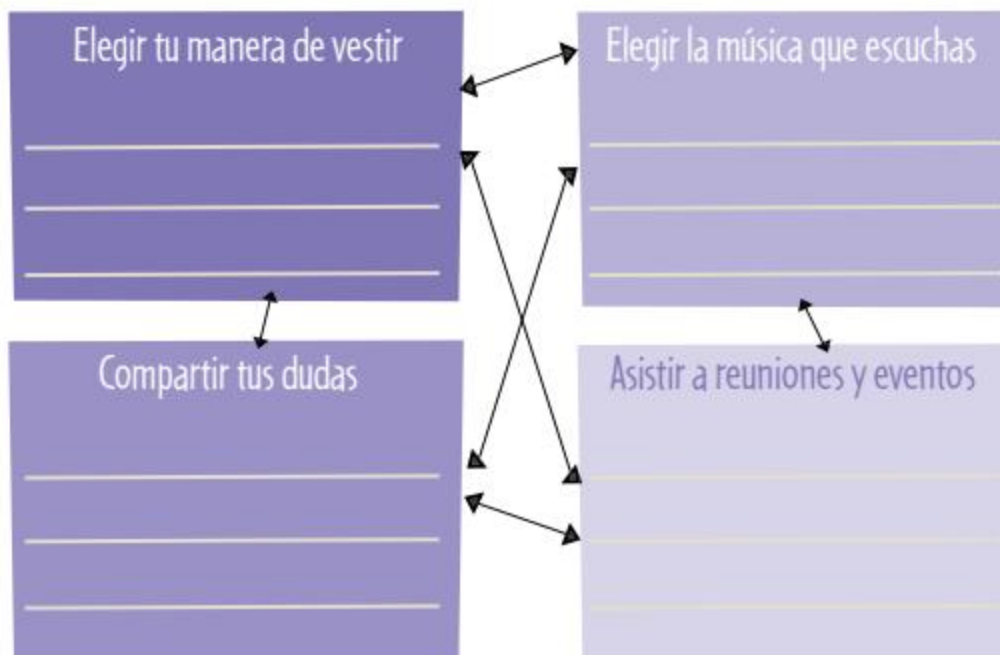 Elegir tu manera de vestir
Elegir la música que escuchas
Compartir tus dudas
Asistir a reuniones y eventos